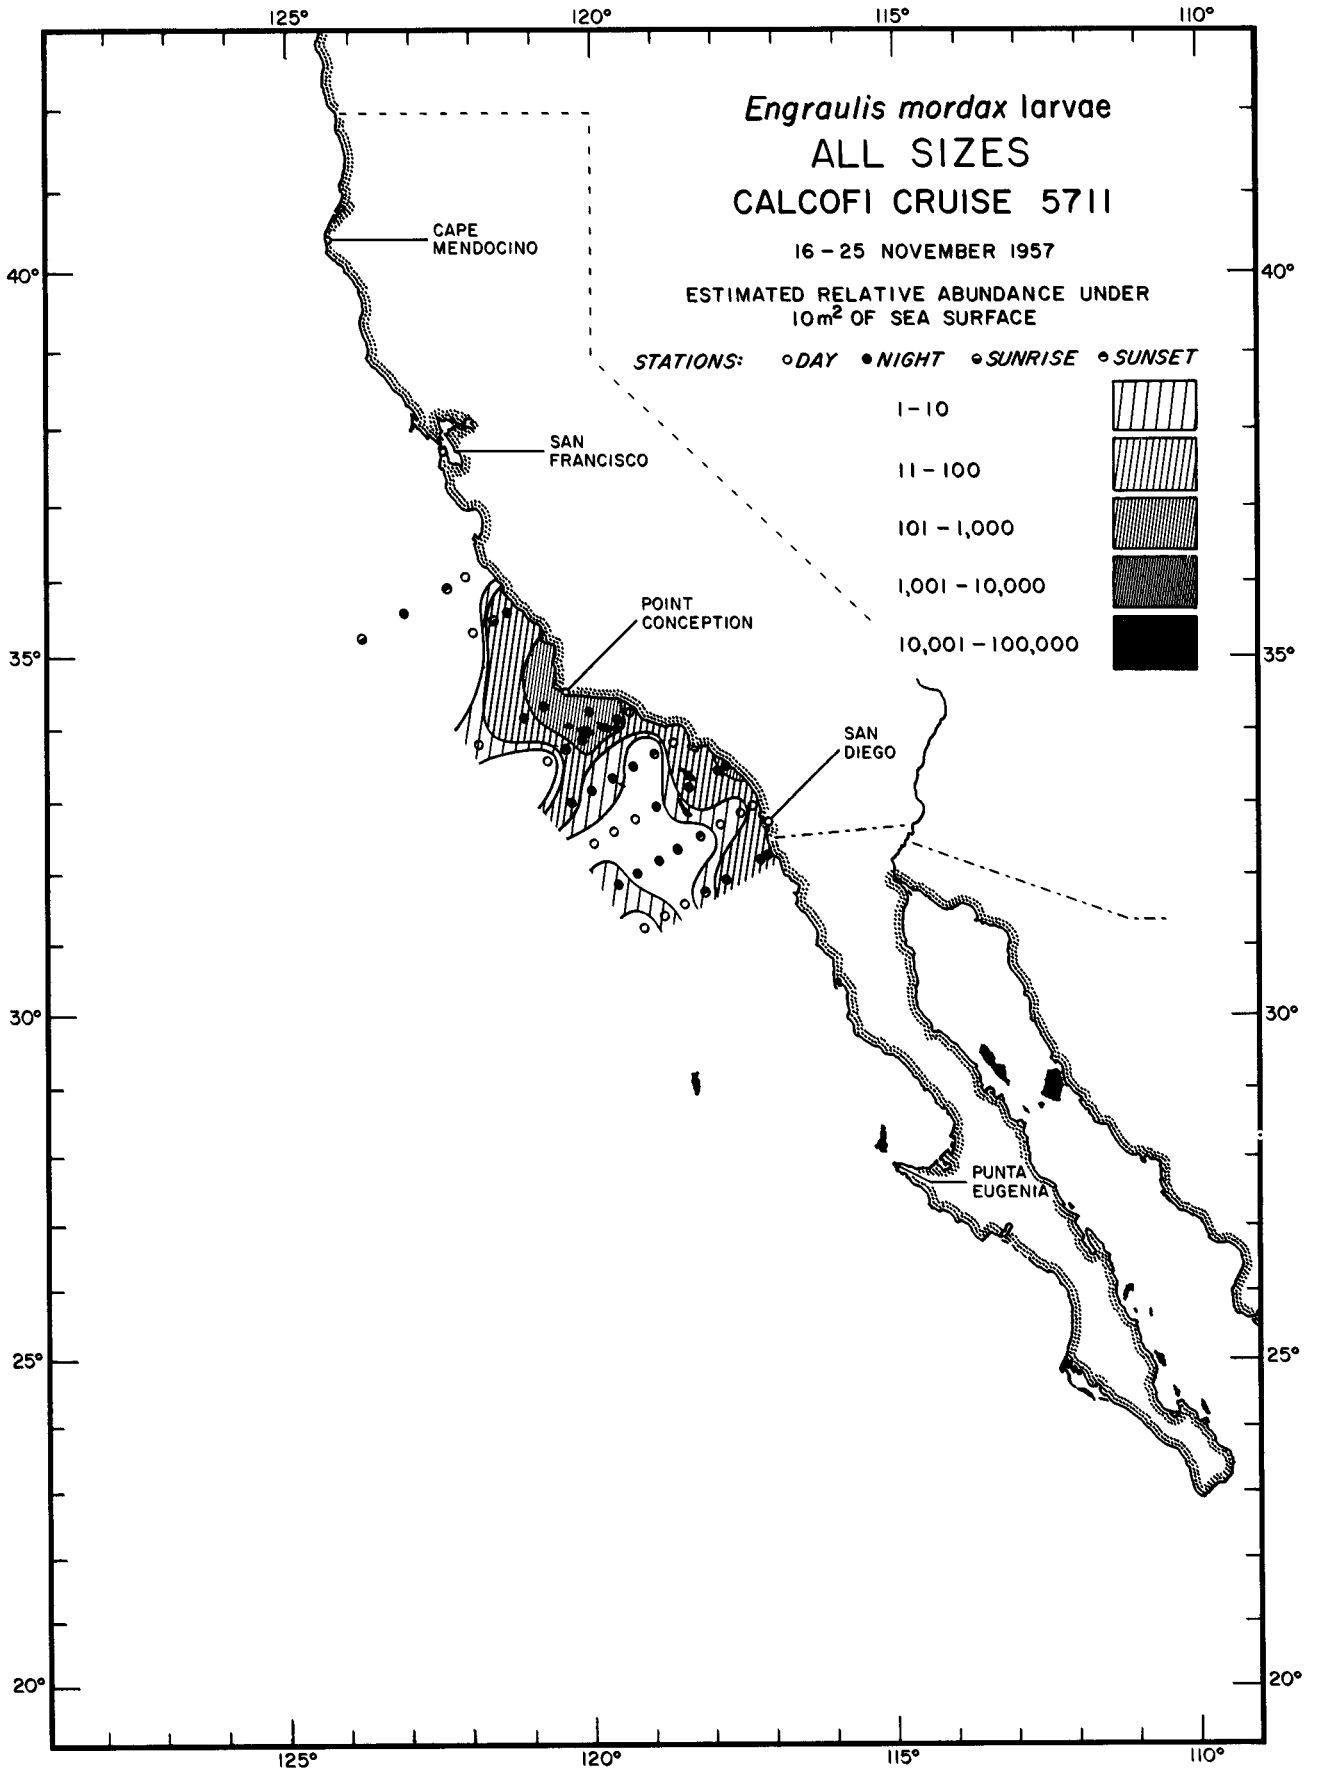 125° 120° 115° 110°
Engraulis mordax larvae
ALL SIZES
CALCOFI CRUISE 5711
16-25 NOVEMBER 1957
ESTIMATED RELATIVE ABUNDANCE UNDER
10m² OF SEA SURFACE
STATIONS: DAY NIGHT SUNRISE SUNSET
1-10
11-100
101-1,000
1,001-10,000
10,001-100,000
CAPE
MENDOCINO
40° 40°
SAN
FRANCISCO
POINT
CONCEPTION
35° 35°
SAN
DIEGO
30° 30°
PUNTA
EUGENIA
25° 25°
20° 20°
125° 120° 115° 110°